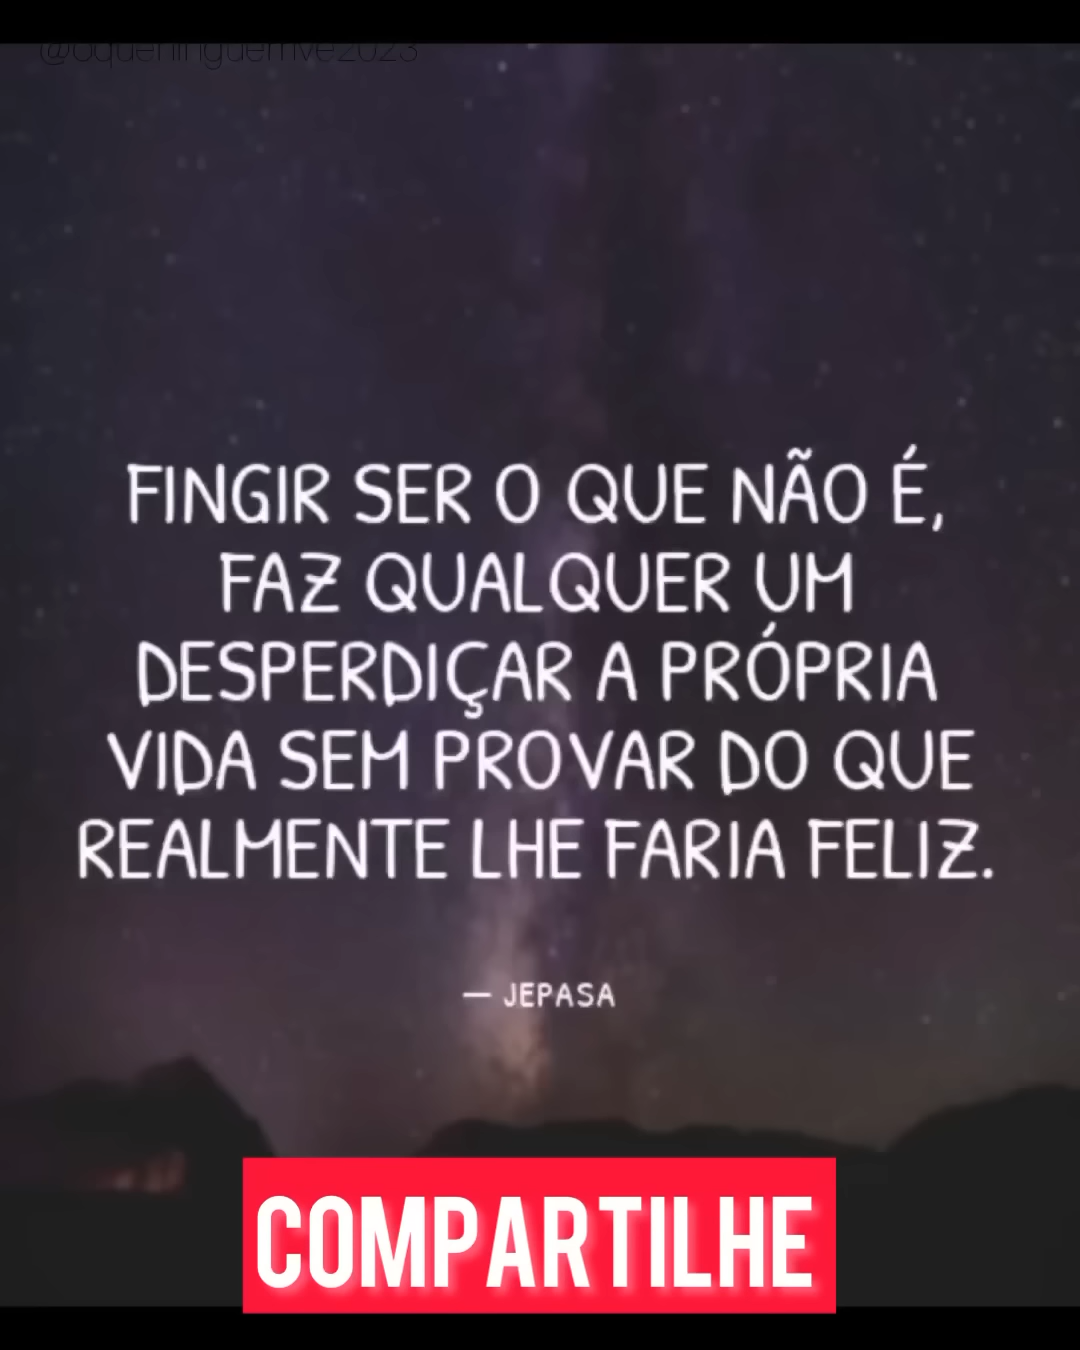 @oqueninguemve2023
FINGIR SER O QUE NÃO É,
FAZ QUALQUER UM
DESPERDIÇAR A PRÓPRIA
VIDA SEM PROVAR DO QUE
REALMENTE LHE FARIA FELIZ.
— JEPASA
COMPARTILHE